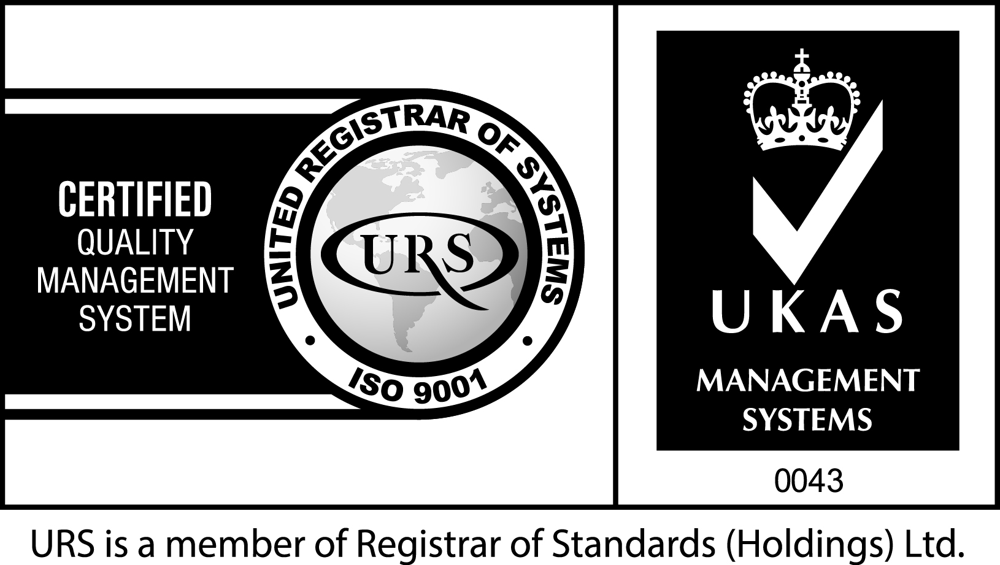 CERTIFIED
QUALITY
MANAGEMENT
SYSTEM
UNITED REGISTRAR OF SYSTEMS
URS
• ISO 9001 •
UKAS
MANAGEMENT
SYSTEMS
0043
URS is a member of Registrar of Standards (Holdings) Ltd.